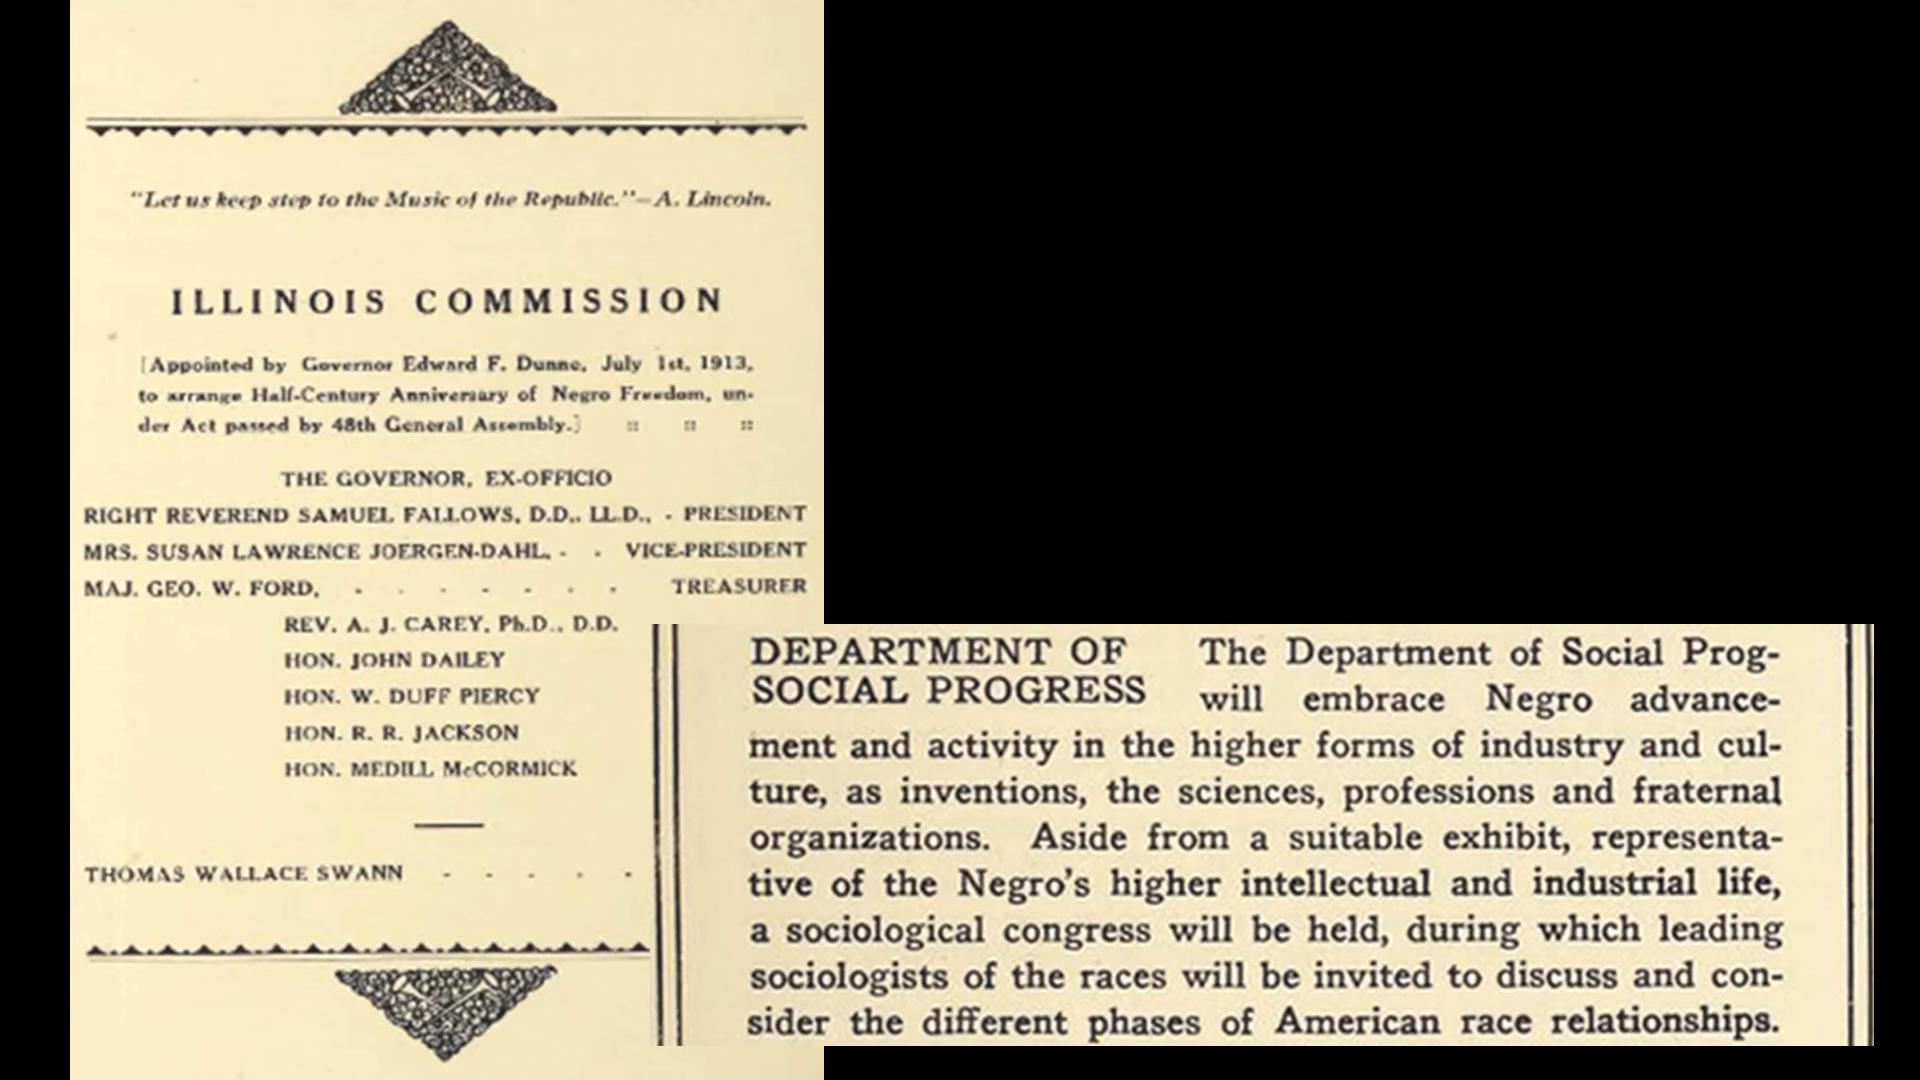 "Let us keep step to the Music of the Republic."—A. Lincoln.
ILLINOIS COMMISSION
[Appointed by Governor Edward F. Dunne, July 1st, 1913,
to arrange Half-Century Anniversary of Negro Freedom, un-
der Act passed by 48th General Assembly.] :: :: ::
THE GOVERNOR, EX-OFFICIO
RIGHT REVEREND SAMUEL FALLOWS, D.D., LL.D., - PRESIDENT
MRS. SUSAN LAWRENCE JOERGEN-DAHL, - - VICE-PRESIDENT
MAJ. GEO. W. FORD, - - - - - - - TREASURER
REV. A. J. CAREY, Ph.D., D.D.
HON. JOHN DAILEY
HON. W. DUFF PIERCY
HON. R. R. JACKSON
HON. MEDILL McCORMICK
THOMAS WALLACE SWANN - - - - -
DEPARTMENT OF
SOCIAL PROGRESS
The Department of Social Prog-
will embrace Negro advance-
ment and activity in the higher forms of industry and cul-
ture, as inventions, the sciences, professions and fraternal
organizations. Aside from a suitable exhibit, representa-
tive of the Negro's higher intellectual and industrial life,
a sociological congress will be held, during which leading
sociologists of the races will be invited to discuss and con-
sider the different phases of American race relationships.